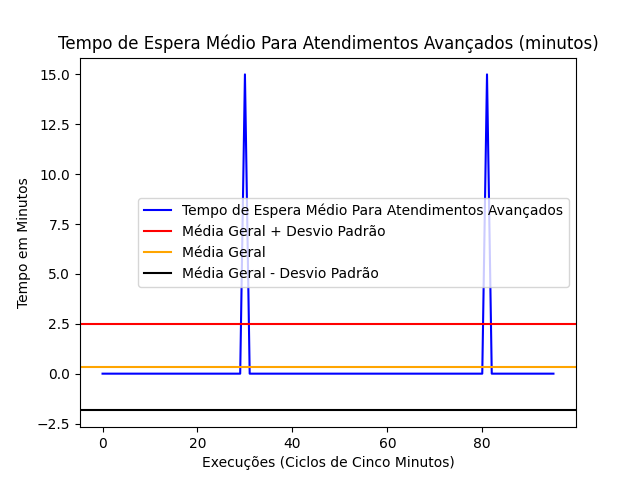 Tempo de Espera Médio Para Atendimentos Avançados (minutos)
Tempo em Minutos
15.0
12.5
10.0
7.5
5.0
2.5
0.0
−2.5
Tempo de Espera Médio Para Atendimentos Avançados
Média Geral + Desvio Padrão
Média Geral
Média Geral - Desvio Padrão
0 20 40 60 80
Execuções (Ciclos de Cinco Minutos)